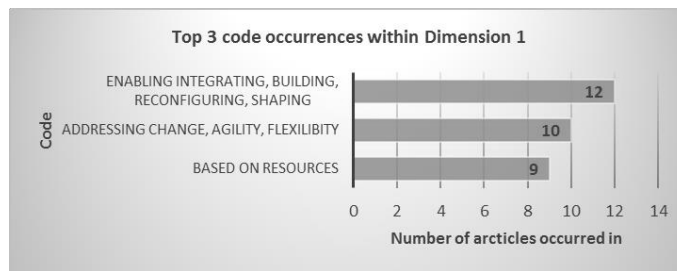 Top 3 code occurrences within Dimension 1
Code
ENABLING INTEGRATING, BUILDING,
RECONFIGURING, SHAPING
12
ADDRESSING CHANGE, AGILITY, FLEXILIBITY
10
BASED ON RESOURCES
9
0 2 4 6 8 10 12 14
Number of arcticles occurred in